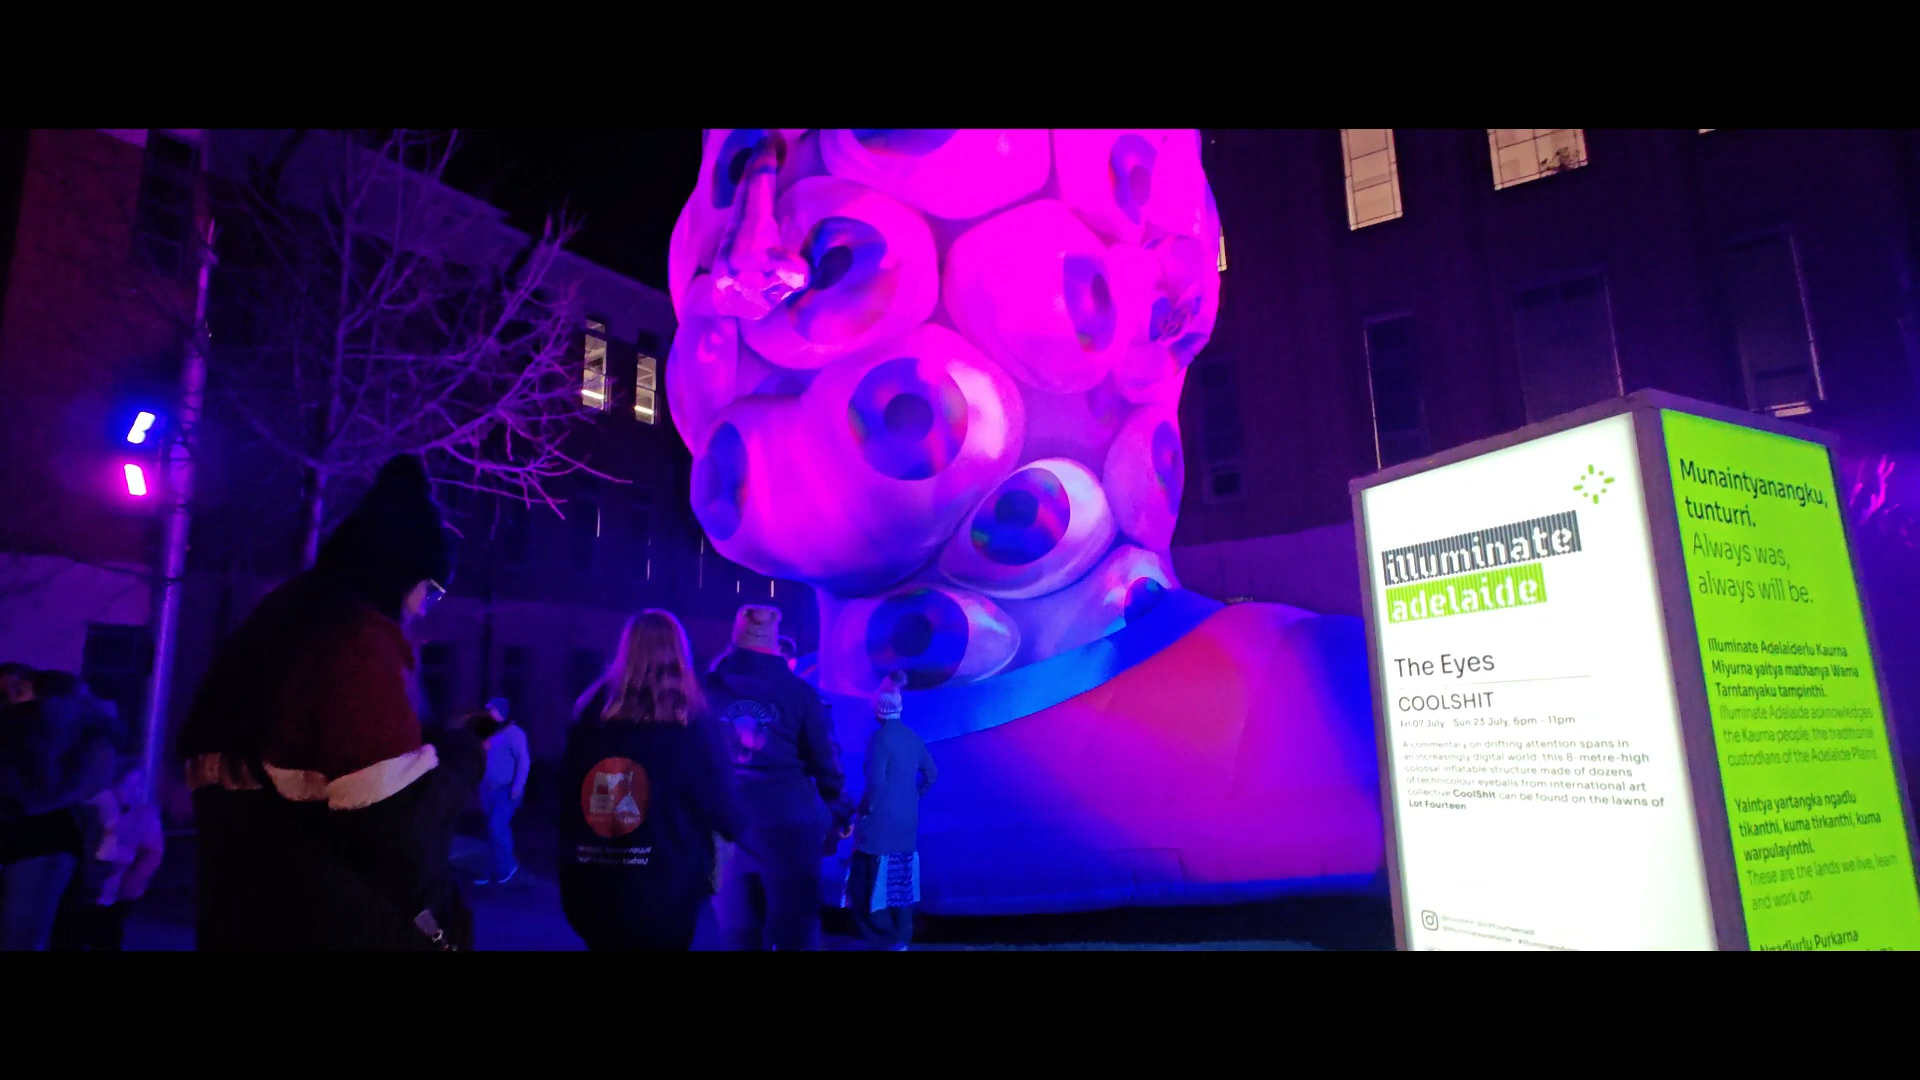 illuminate
adelaide
The Eyes
COOLSHIT
Fri 07 July - Sun 23 July, 6pm - 11pm
A commentary on drifting attention spans in
an increasingly digital world, this 8-metre-high
colossal inflatable structure made of dozens
of technicolour eyeballs from international art
collective CoolShit can be found on the lawns of
Lot Fourteen.
Munaintyanangku,
tunturri.
Always was,
always will be.
Illuminate Adelaiderlu Kaurna
Miyurna yaitya mathanya Warna
Tarntanyaku tampinthi.
Illuminate Adelaide acknowledges
the Kaurna people, the traditional
custodians of the Adelaide Plains.
Yaintya yartangka ngadlu
tikanthi, kuma tirkanthi, kuma
warpulayinthi.
These are the lands we live, learn
and work on.
Ngadlurlu Purkarna